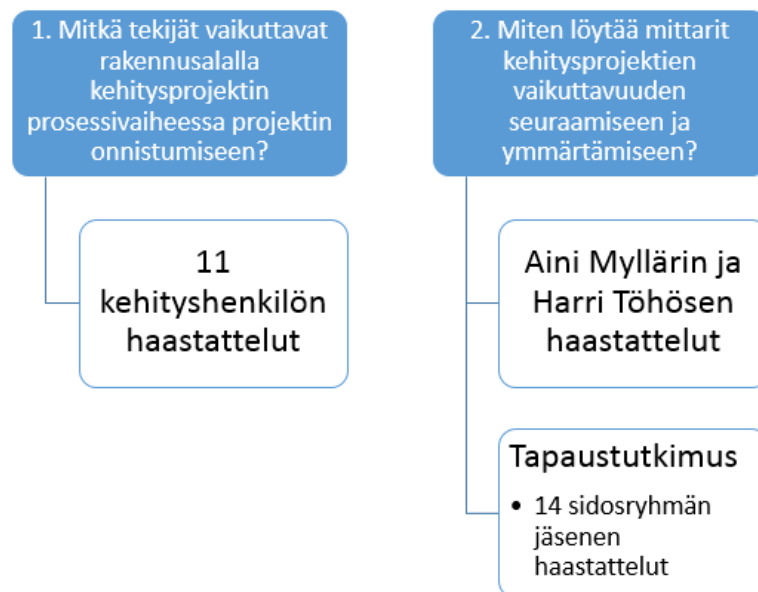 1. Mitkä tekijät vaikuttavat
rakennusalalla
kehitysprojektin
prosessivaiheessa projektin
onnistumiseen?
11
kehityshenkilön
haastattelut
2. Miten löytää mittarit
kehitysprojektien
vaikuttavuuden
seuraamiseen ja
ymmärtämiseen?
Aini Myllärin ja
Harri Töhösen
haastattelut
Tapaustutkimus
• 14 sidosryhmän
jäsenen
haastattelut